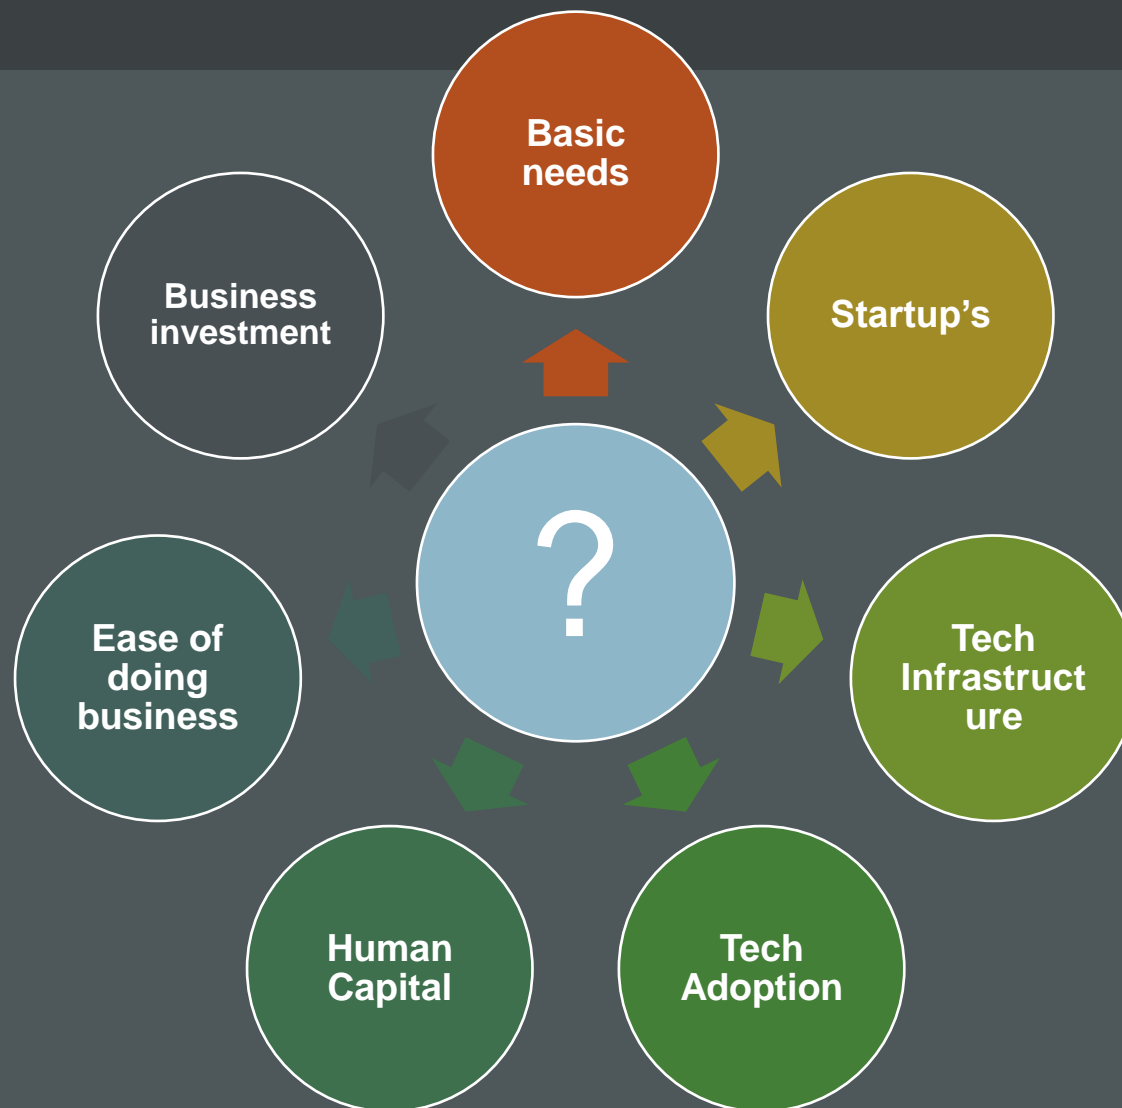 Basic
needs
Business
investment
Startup’s
?
Ease of
doing
business
Tech
Infrastruct
ure
Human
Capital
Tech
Adoption